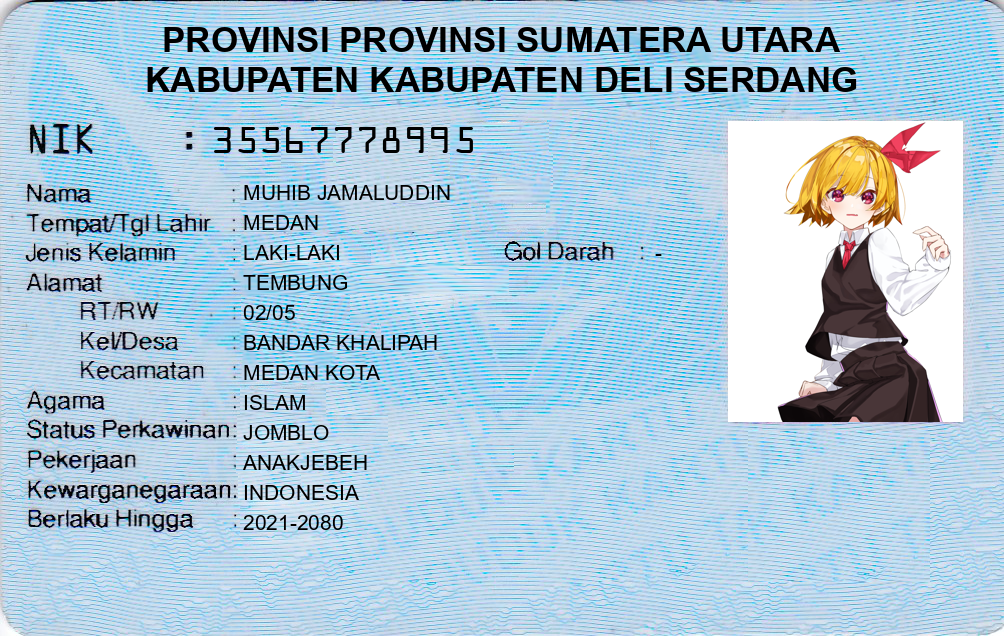 PROVINSI PROVINSI SUMATERA UTARA
KABUPATEN KABUPATEN DELI SERDANG
NIK : 35567778995
Nama : MUHIB JAMALUDDIN
Tempat/Tgl Lahir : MEDAN
Jenis Kelamin : LAKI-LAKI Gol Darah : -
Alamat : TEMBUNG
RT/RW : 02/05
Kel/Desa : BANDAR KHALIPAH
Kecamatan : MEDAN KOTA
Agama : ISLAM
Status Perkawinan: JOMBLO
Pekerjaan : ANAKJEBEH
Kewarganegaraan: INDONESIA
Berlaku Hingga : 2021-2080